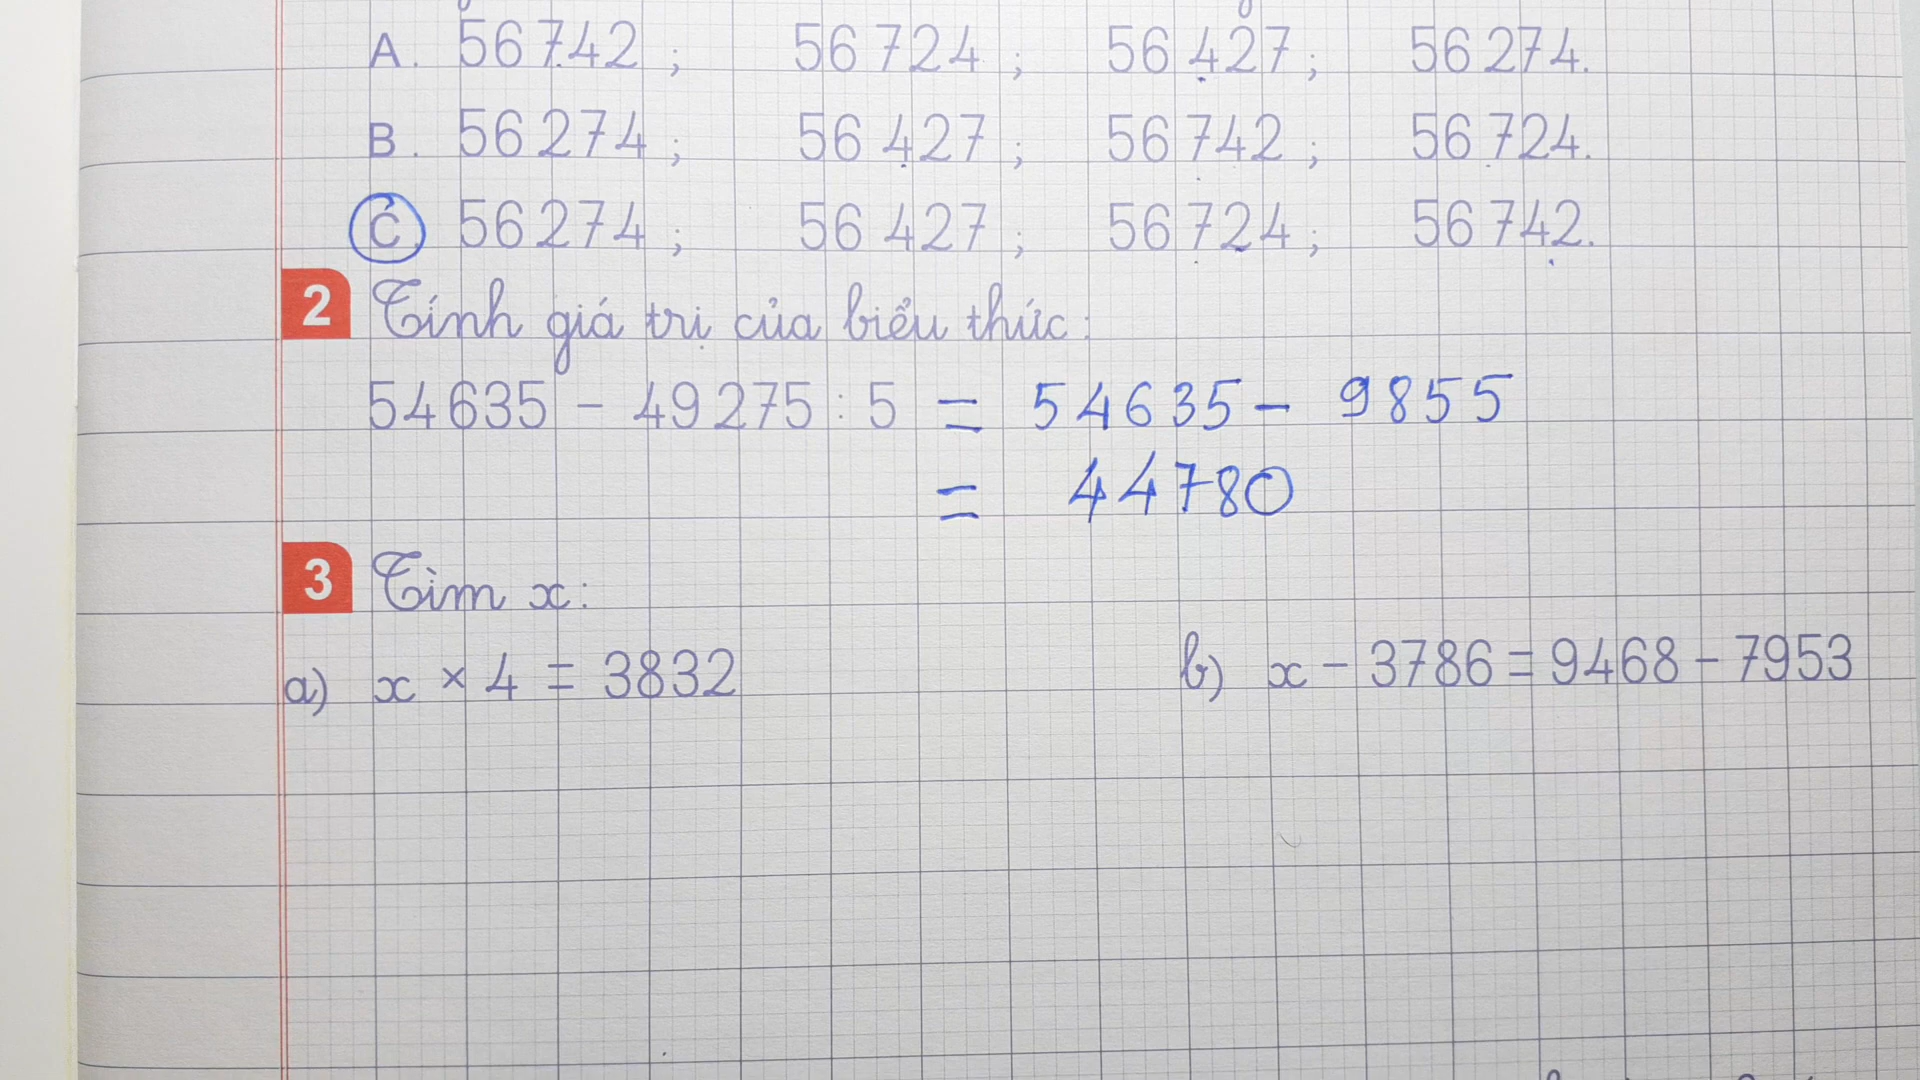 A. 56742; 56724; 56427; 56274.
B. 56274; 56427; 56742; 56724.
C. 56274; 56427; 56724; 56742.
2 Tính giá trị của biểu thức:
54635 - 49275 : 5 = 54635 - 9855
= 44780
3 Tìm x:
a) x × 4 = 3832 b) x - 3786 = 9468 - 7953